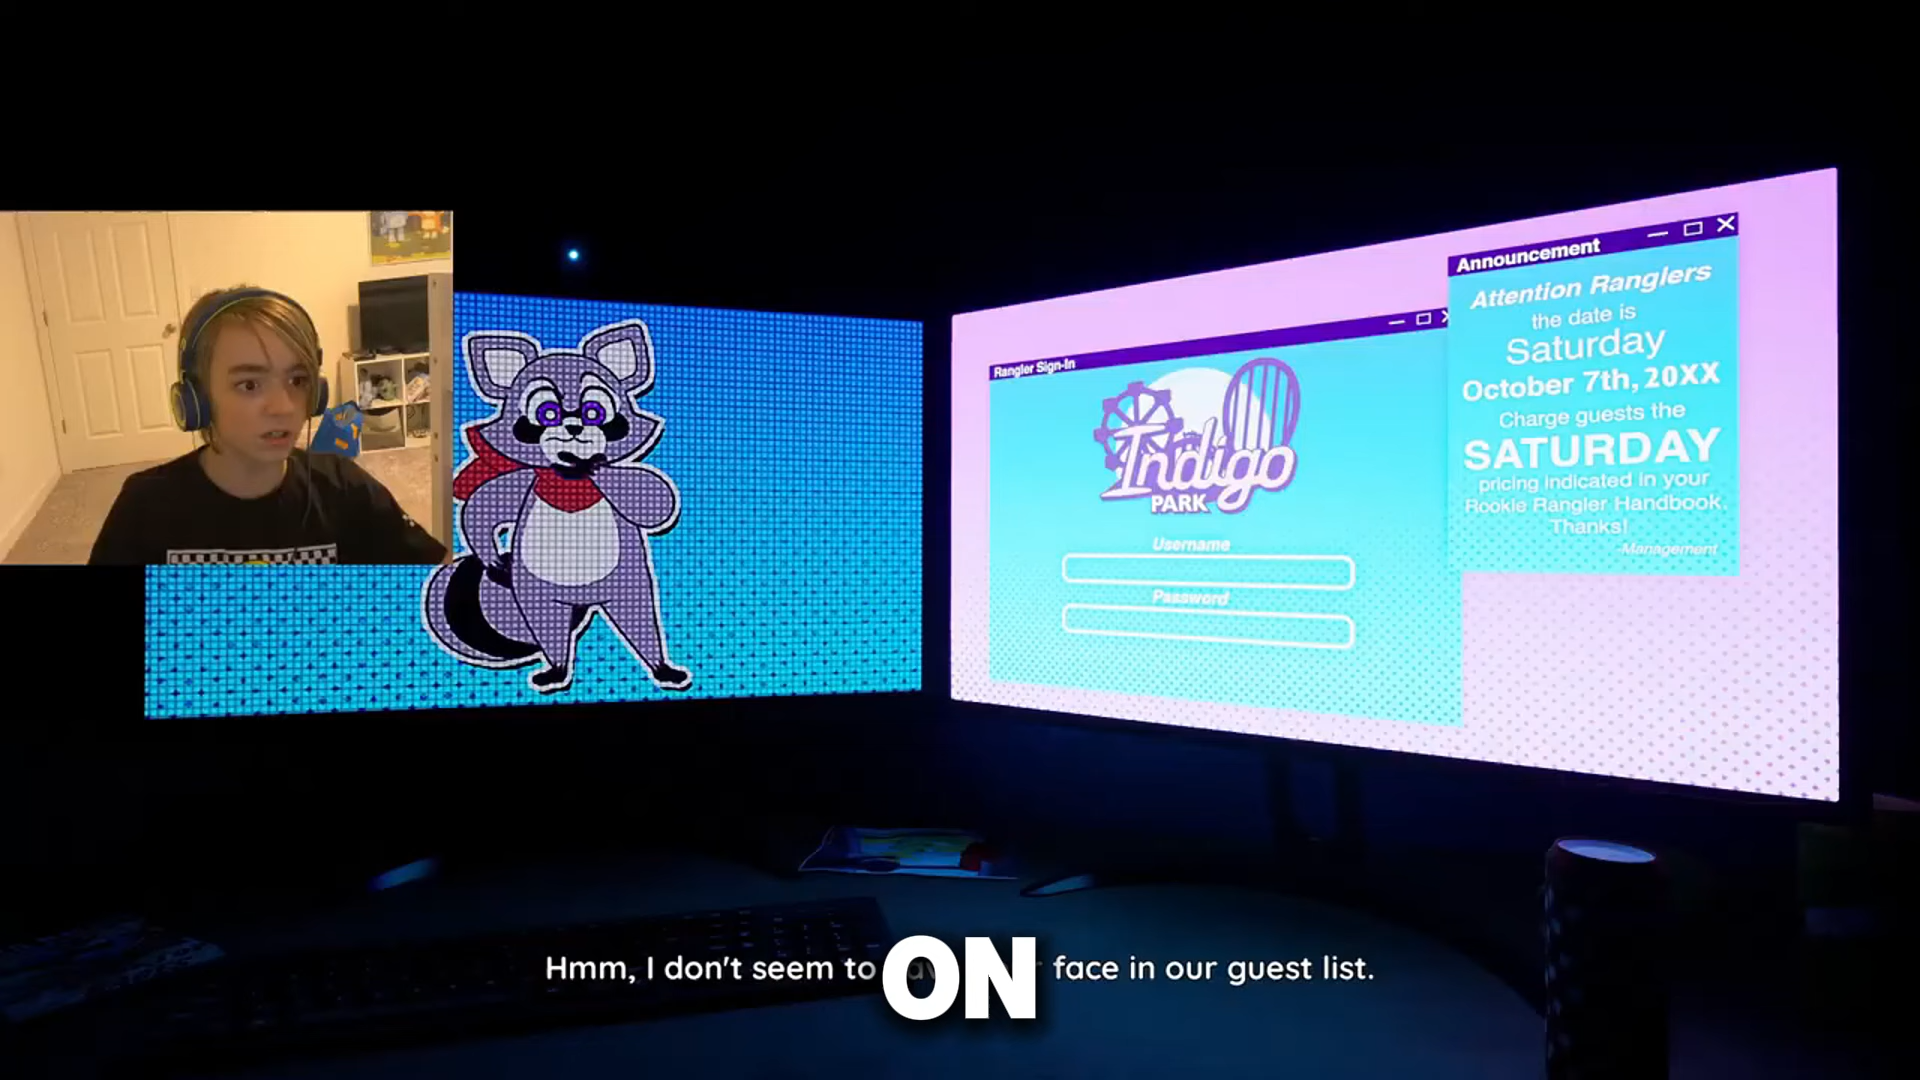 Announcement
Attention Ranglers
the date is
Saturday
October 7th, 20XX
Charge guests the
SATURDAY
pricing indicated in your
Rookie Rangler Handbook.
Thanks!
-Management
Rangler Sign-In
Indigo
PARK
Username
Password
Hmm, I don't seem to face in our guest list.
ON